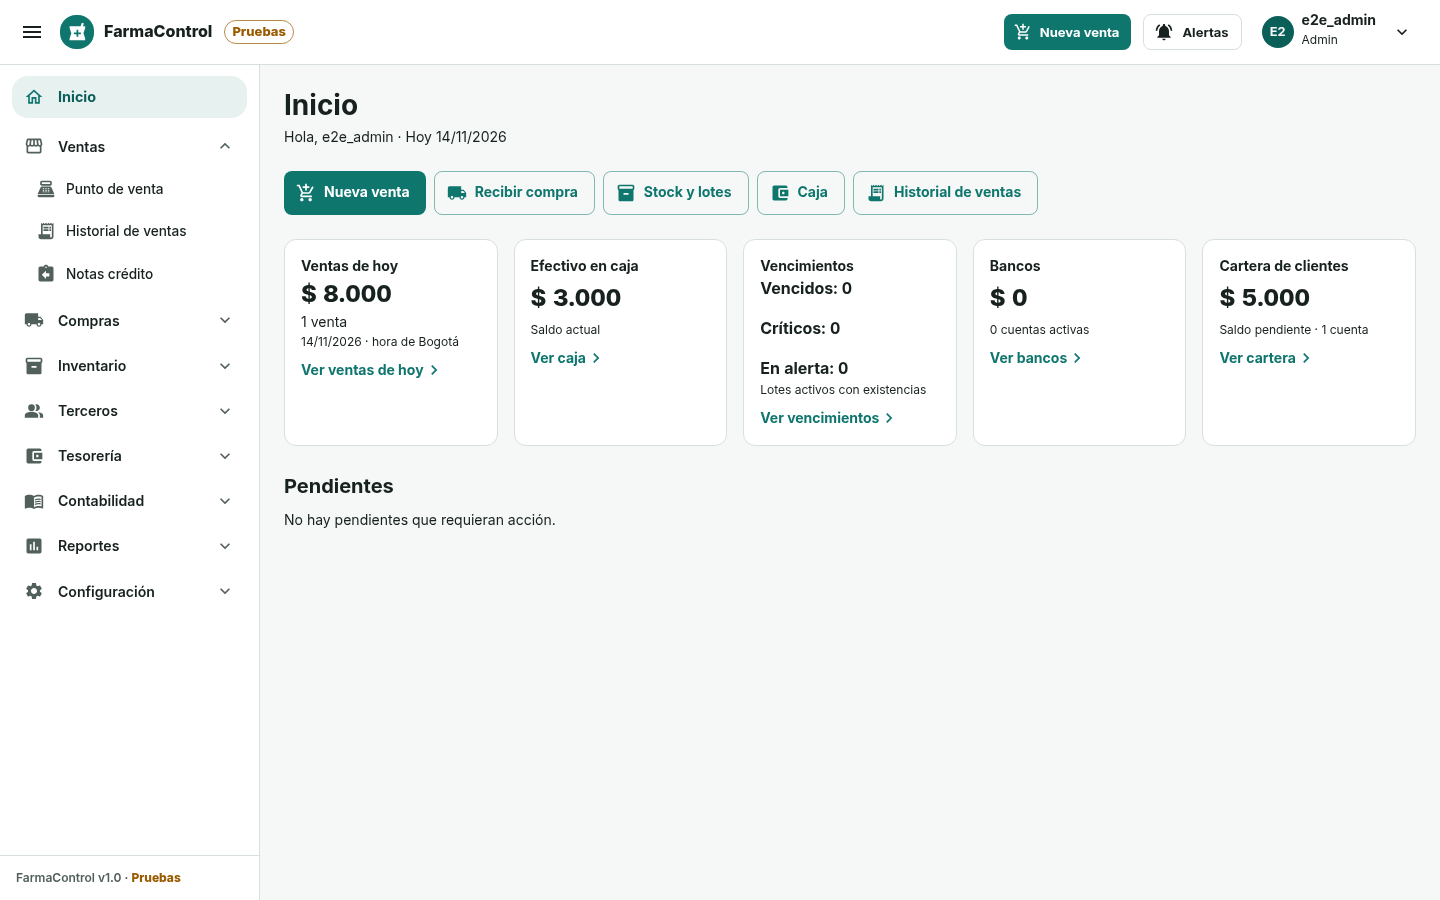 FarmaControl
Pruebas
Nueva venta
Alertas
E2
e2e_admin
Admin
Inicio
Ventas
Punto de venta
Historial de ventas
Notas crédito
Compras
Inventario
Terceros
Tesorería
Contabilidad
Reportes
Configuración
FarmaControl v1.0 · Pruebas
Inicio
Hola, e2e_admin · Hoy 14/11/2026
Nueva venta
Recibir compra
Stock y lotes
Caja
Historial de ventas
Ventas de hoy
$ 8.000
1 venta
14/11/2026 · hora de Bogotá
Ver ventas de hoy
Efectivo en caja
$ 3.000
Saldo actual
Ver caja
Vencimientos
Vencidos: 0
Críticos: 0
En alerta: 0
Lotes activos con existencias
Ver vencimientos
Bancos
$ 0
0 cuentas activas
Ver bancos
Cartera de clientes
$ 5.000
Saldo pendiente · 1 cuenta
Ver cartera
Pendientes
No hay pendientes que requieran acción.